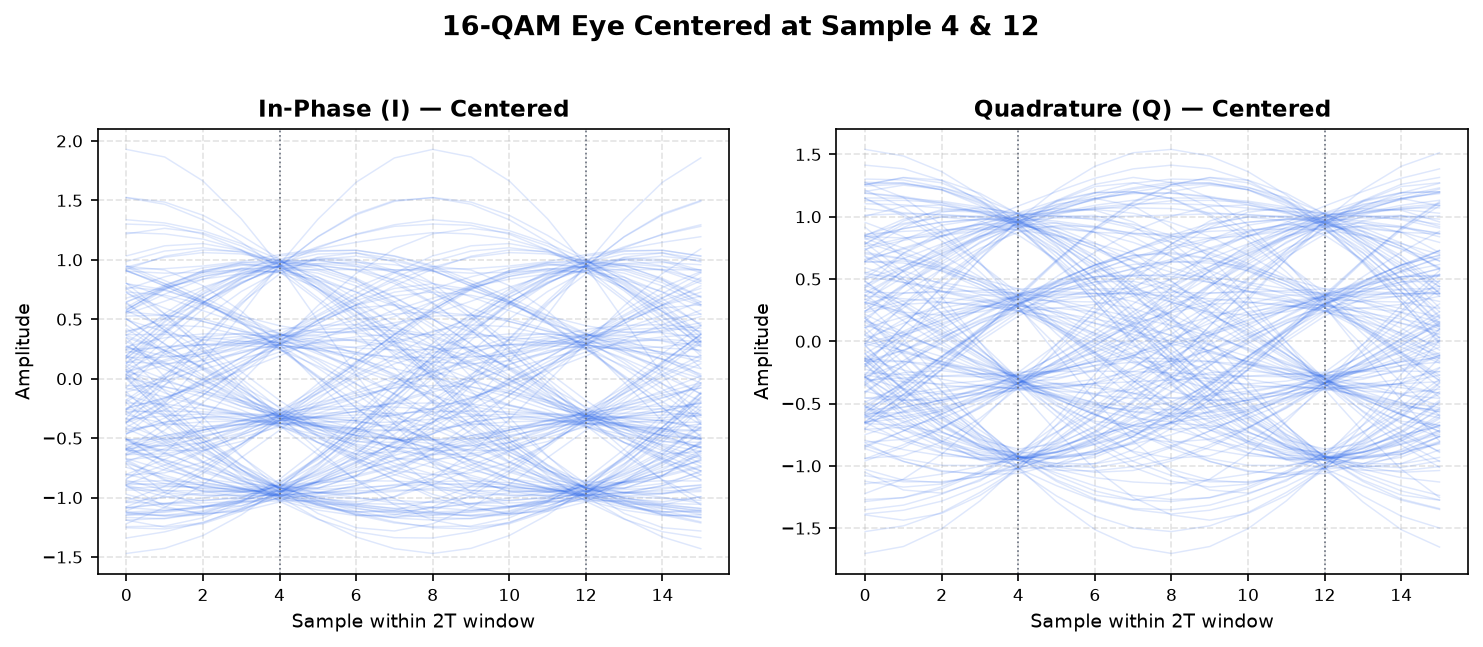 16-QAM Eye Centered at Sample 4 & 12
In-Phase (I) — Centered
2.0
1.5
1.0
0.5
0.0
−0.5
−1.0
−1.5
Amplitude
0 2 4 6 8 10 12 14
Sample within 2T window
Quadrature (Q) — Centered
1.5
1.0
0.5
0.0
−0.5
−1.0
−1.5
Amplitude
0 2 4 6 8 10 12 14
Sample within 2T window